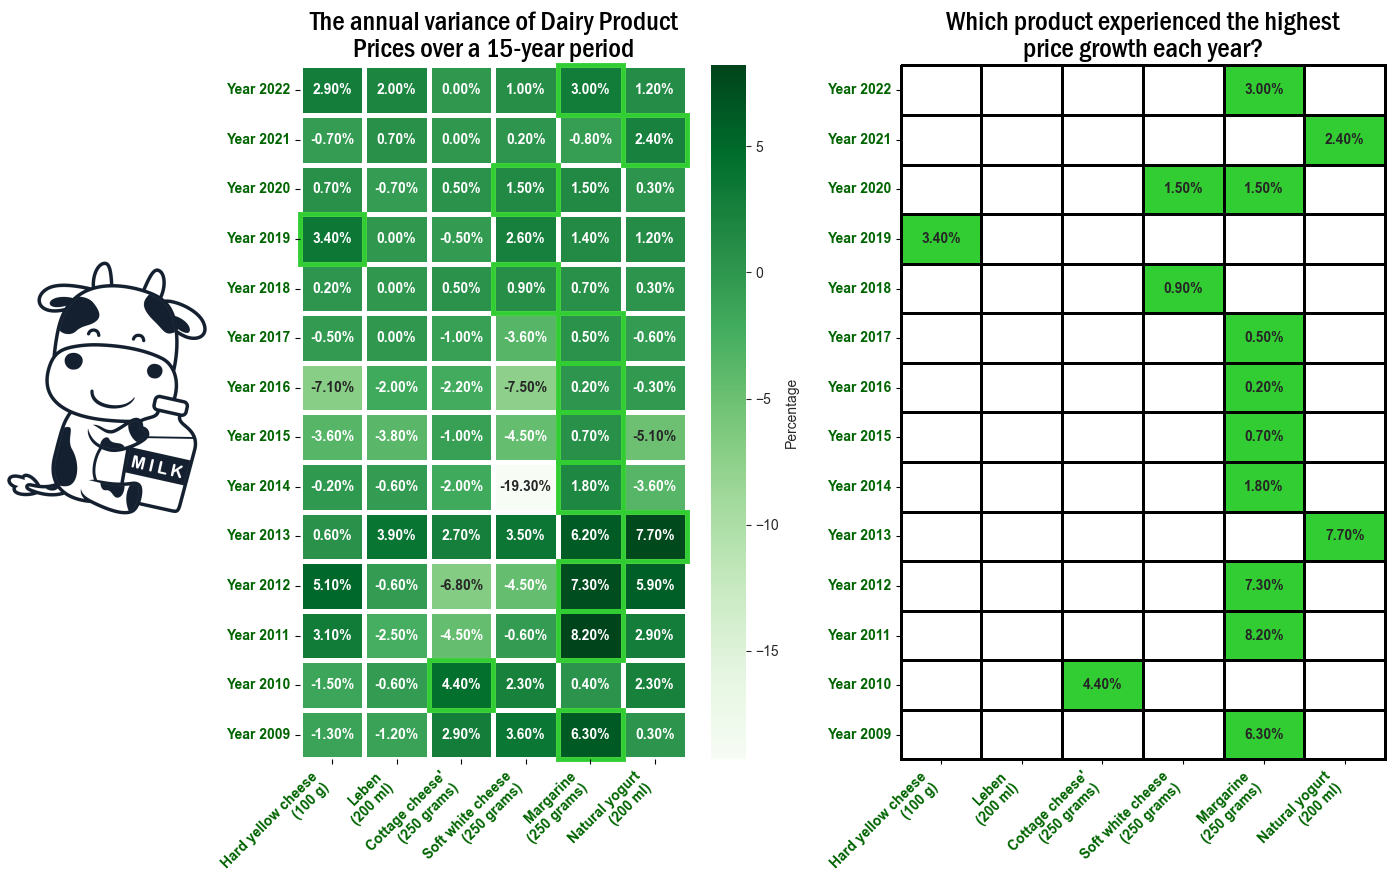 The annual variance of Dairy Product
Prices over a 15-year period
Year 2022 2.90% 2.00% 0.00% 1.00% 3.00% 1.20%
Year 2021 -0.70% 0.70% 0.00% 0.20% -0.80% 2.40%
Year 2020 0.70% -0.70% 0.50% 1.50% 1.50% 0.30%
Year 2019 3.40% 0.00% -0.50% 2.60% 1.40% 1.20%
Year 2018 0.20% 0.00% 0.50% 0.90% 0.70% 0.30%
Year 2017 -0.50% 0.00% -1.00% -3.60% 0.50% -0.60%
Year 2016 -7.10% -2.00% -2.20% -7.50% 0.20% -0.30%
Year 2015 -3.60% -3.80% -1.00% -4.50% 0.70% -5.10%
Year 2014 -0.20% -0.60% -2.00% -19.30% 1.80% -3.60%
Year 2013 0.60% 3.90% 2.70% 3.50% 6.20% 7.70%
Year 2012 5.10% -0.60% -6.80% -4.50% 7.30% 5.90%
Year 2011 3.10% -2.50% -4.50% -0.60% 8.20% 2.90%
Year 2010 -1.50% -0.60% 4.40% 2.30% 0.40% 2.30%
Year 2009 -1.30% -1.20% 2.90% 3.60% 6.30% 0.30%
Hard yellow cheese
(100 g)
Leben
(200 ml)
Cottage cheese'
(250 grams)
Soft white cheese
(250 grams)
Margarine
(250 grams)
Natural yogurt
(200 ml)
5
0
−5
−10
−15
Percentage
MILK
Which product experienced the highest
price growth each year?
Year 2022 3.00%
Year 2021 2.40%
Year 2020 1.50% 1.50%
Year 2019 3.40%
Year 2018 0.90%
Year 2017 0.50%
Year 2016 0.20%
Year 2015 0.70%
Year 2014 1.80%
Year 2013 7.70%
Year 2012 7.30%
Year 2011 8.20%
Year 2010 4.40%
Year 2009 6.30%
Hard yellow cheese
(100 g)
Leben
(200 ml)
Cottage cheese'
(250 grams)
Soft white cheese
(250 grams)
Margarine
(250 grams)
Natural yogurt
(200 ml)